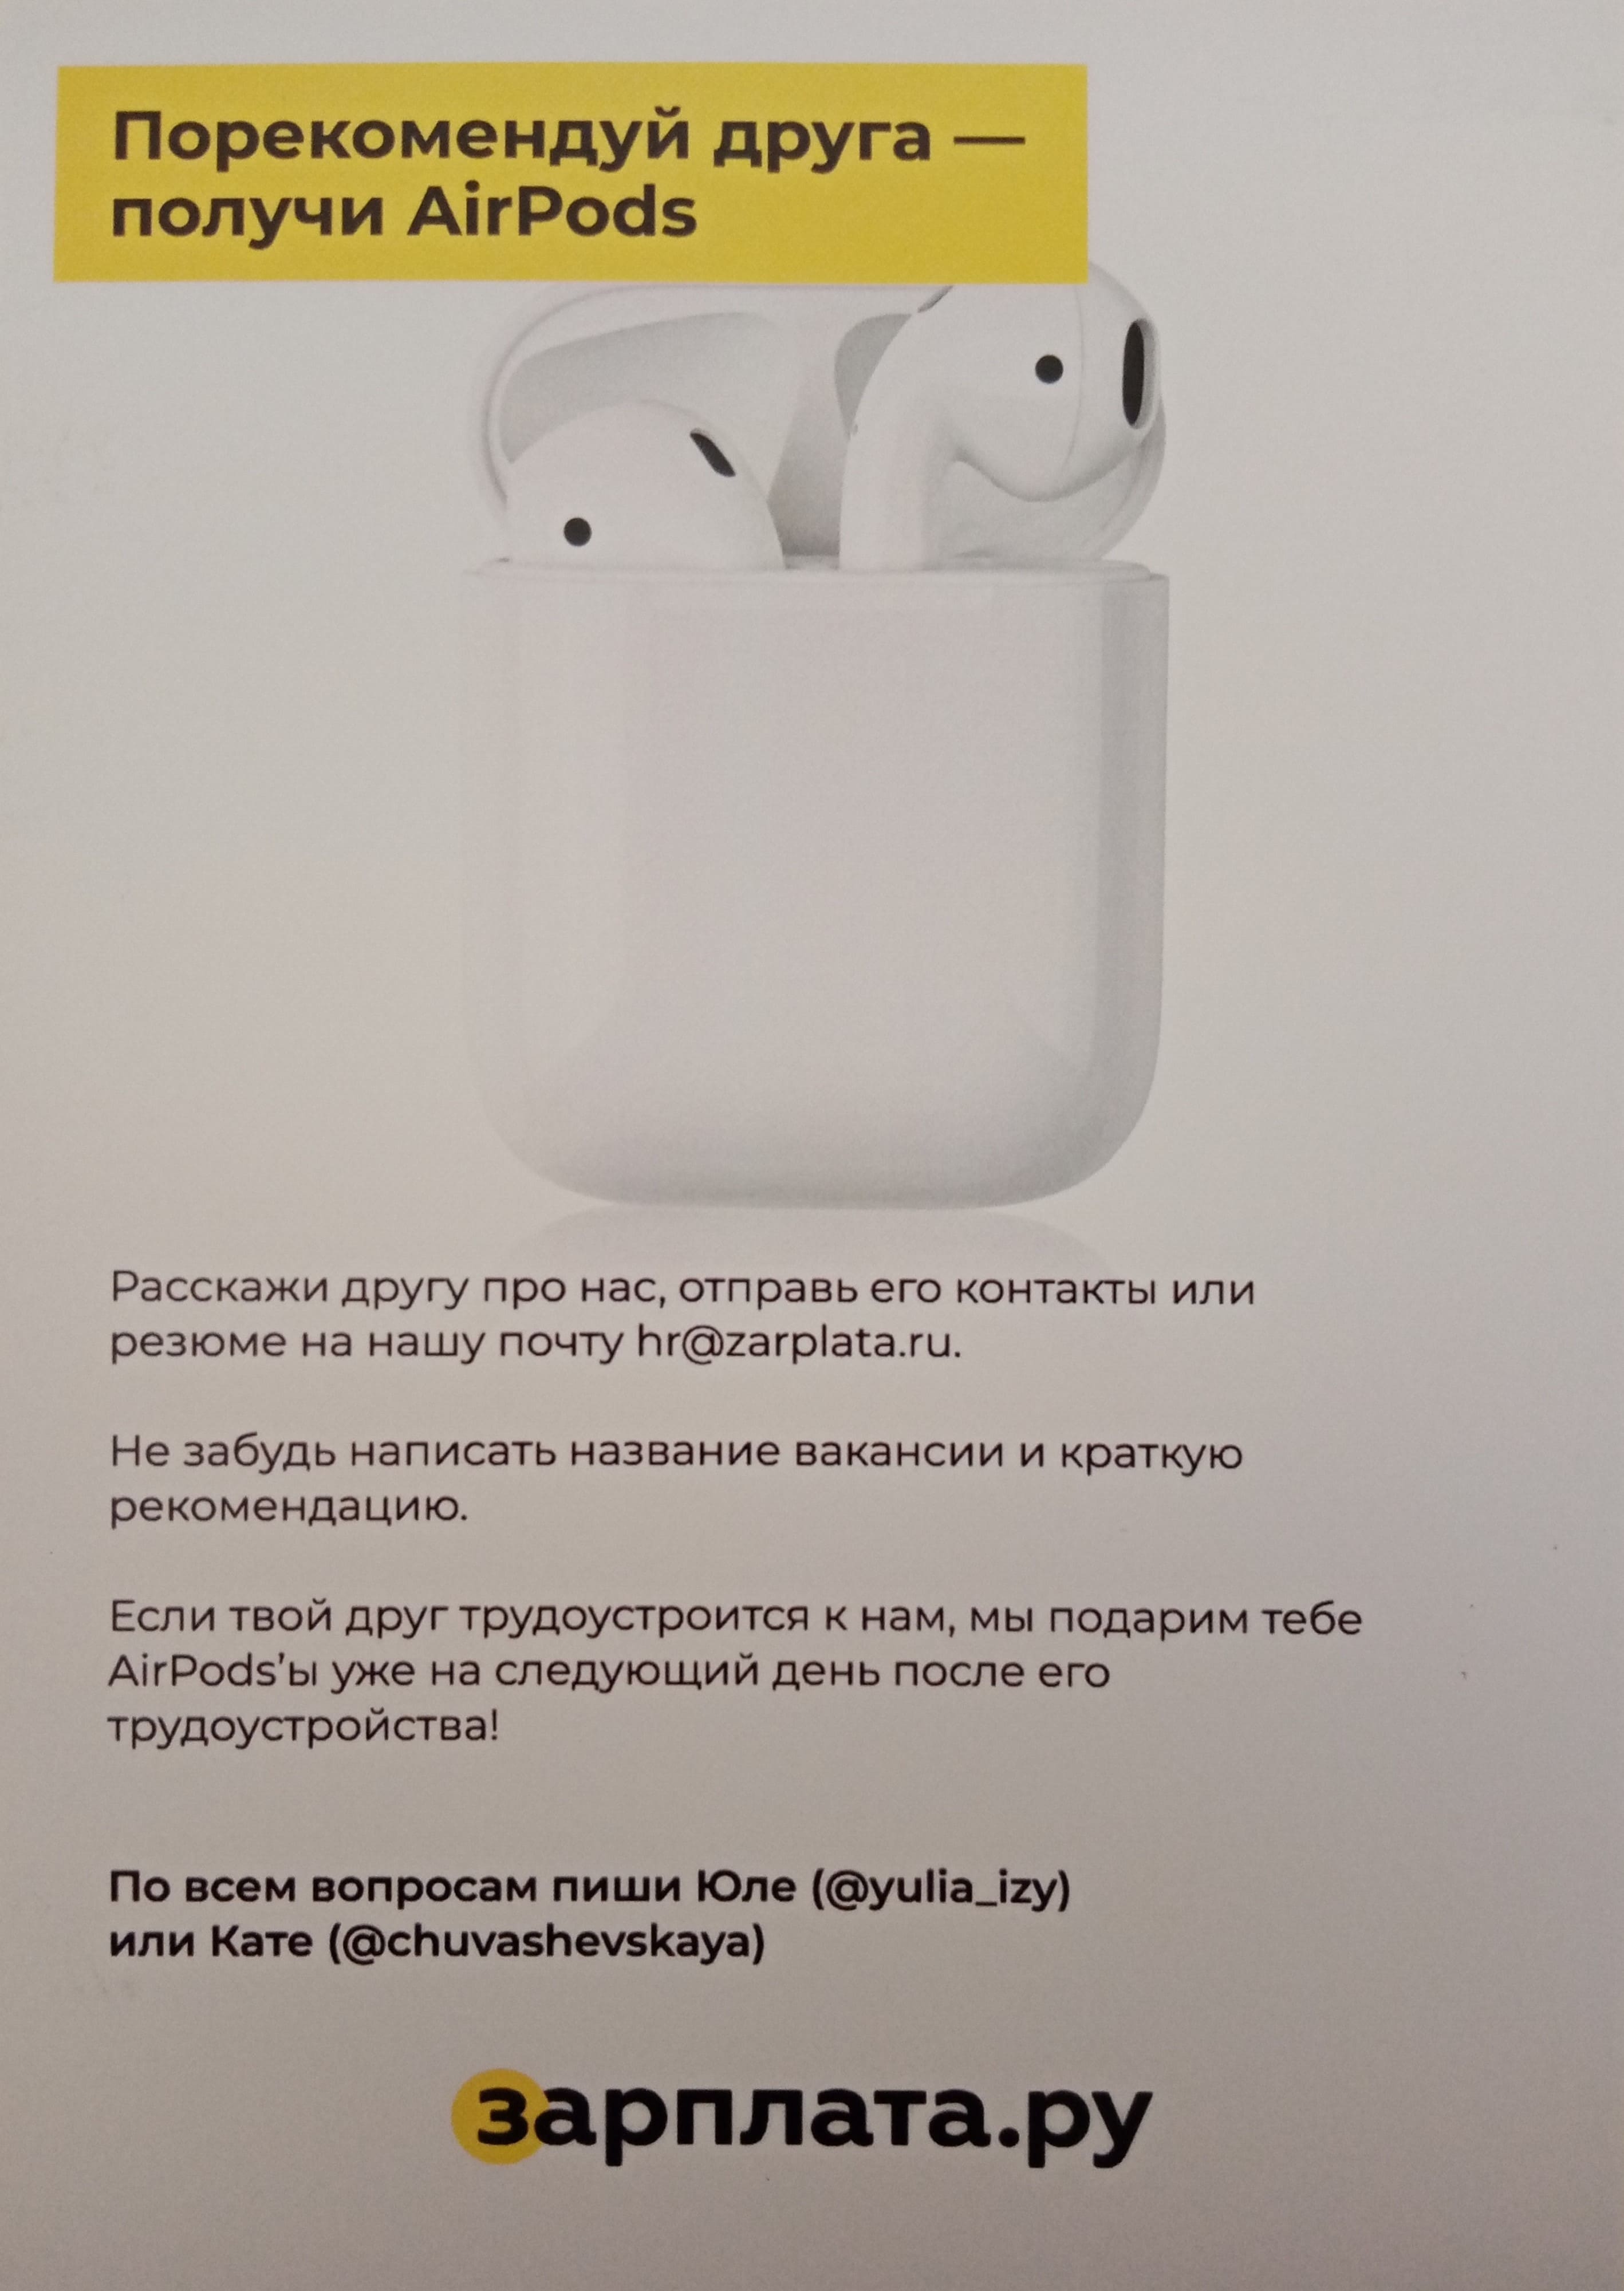 Порекомендуй друга —
получи AirPods
Расскажи другу про нас, отправь его контакты или
резюме на нашу почту hr@zarplata.ru.
Не забудь написать название вакансии и краткую
рекомендацию.
Если твой друг трудоустроится к нам, мы подарим тебе
AirPods’ы уже на следующий день после его
трудоустройства!
По всем вопросам пиши Юле (@yulia_izy)
или Кате (@chuvashevskaya)
зарплата.ру